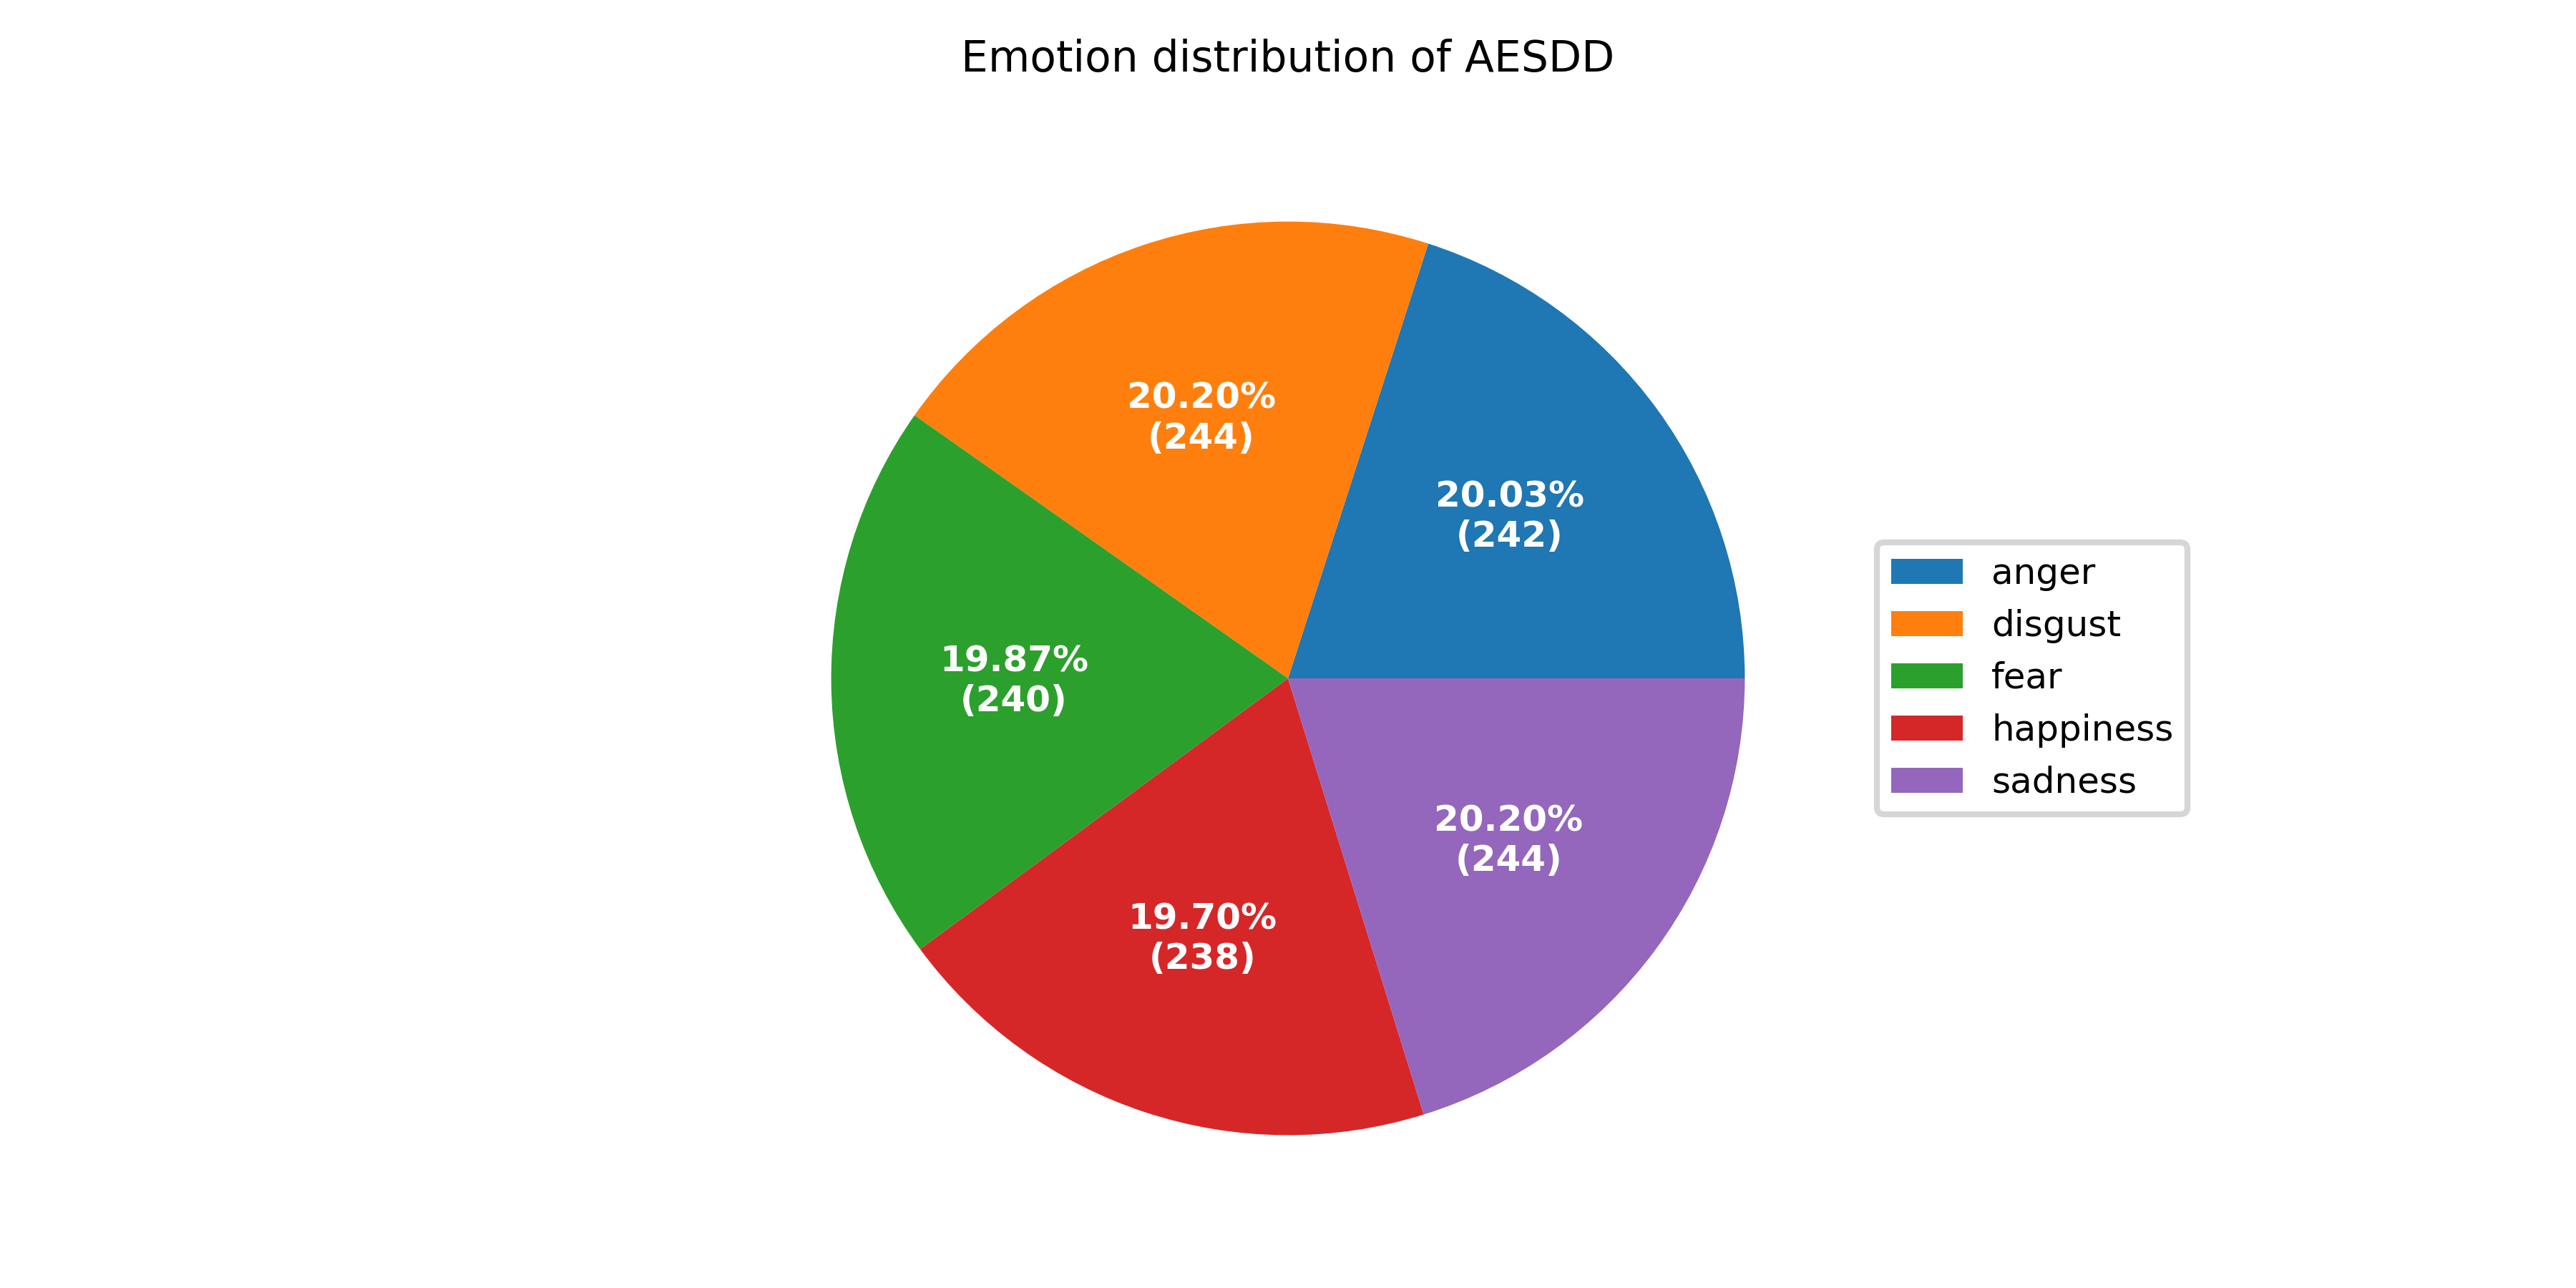 Emotion distribution of AESDD
20.20%
(244)
20.03%
(242)
19.87%
(240)
19.70%
(238)
20.20%
(244)
anger
disgust
fear
happiness
sadness